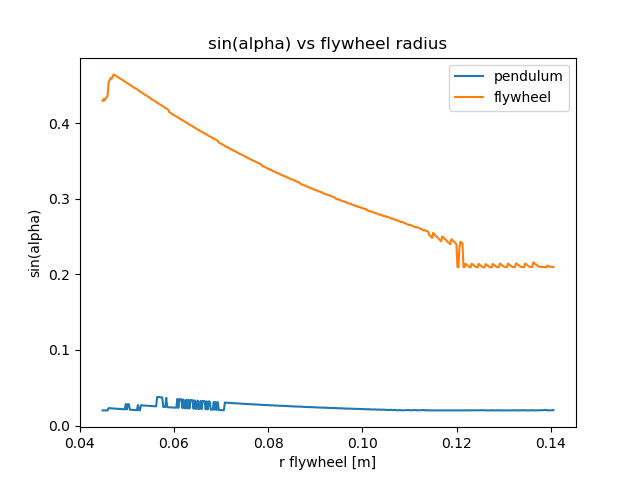 sin(alpha) vs flywheel radius
pendulum
flywheel
sin(alpha)
0.4
0.3
0.2
0.1
0.0
0.04 0.06 0.08 0.10 0.12 0.14
r flywheel [m]